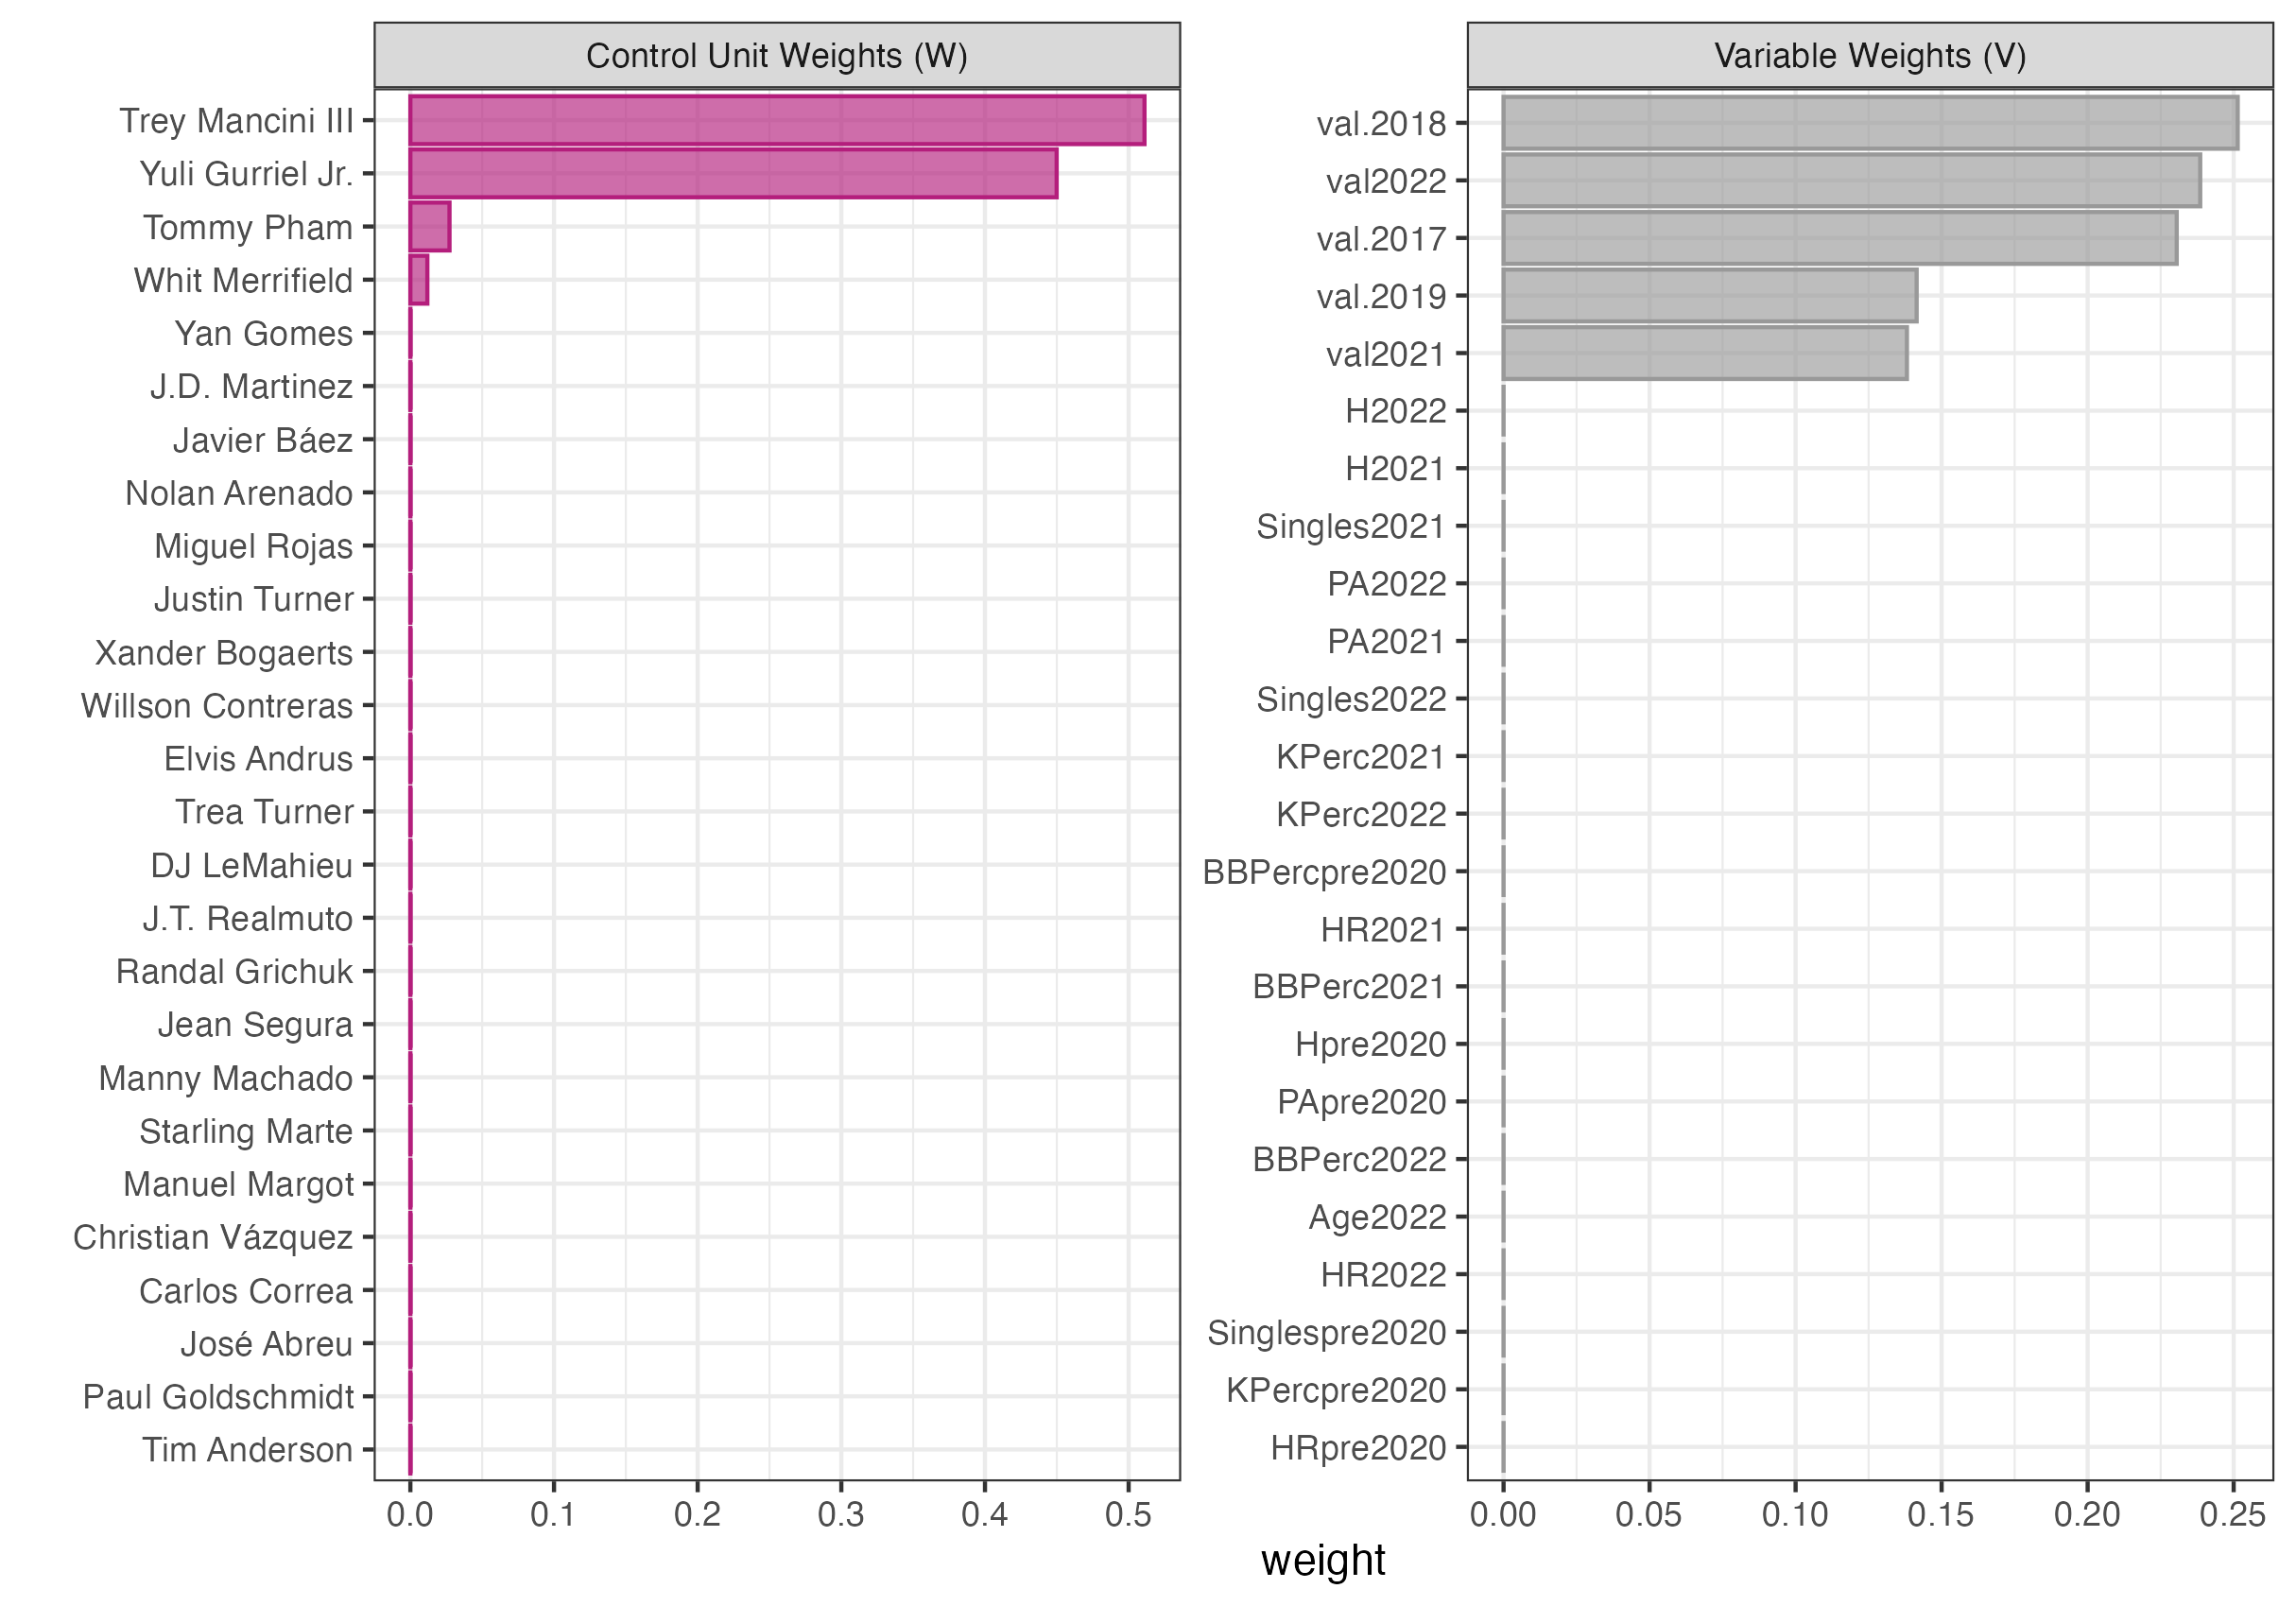 Control Unit Weights (W)
Trey Mancini III
Yuli Gurriel Jr.
Tommy Pham
Whit Merrifield
Yan Gomes
J.D. Martinez
Javier Báez
Nolan Arenado
Miguel Rojas
Justin Turner
Xander Bogaerts
Willson Contreras
Elvis Andrus
Trea Turner
DJ LeMahieu
J.T. Realmuto
Randal Grichuk
Jean Segura
Manny Machado
Starling Marte
Manuel Margot
Christian Vázquez
Carlos Correa
José Abreu
Paul Goldschmidt
Tim Anderson
0.0 0.1 0.2 0.3 0.4 0.5
Variable Weights (V)
val.2018
val2022
val.2017
val.2019
val2021
H2022
H2021
Singles2021
PA2022
PA2021
Singles2022
KPerc2021
KPerc2022
BBPercpre2020
HR2021
BBPerc2021
Hpre2020
PApre2020
BBPerc2022
Age2022
HR2022
Singlespre2020
KPercpre2020
HRpre2020
0.00 0.05 0.10 0.15 0.20 0.25
weight